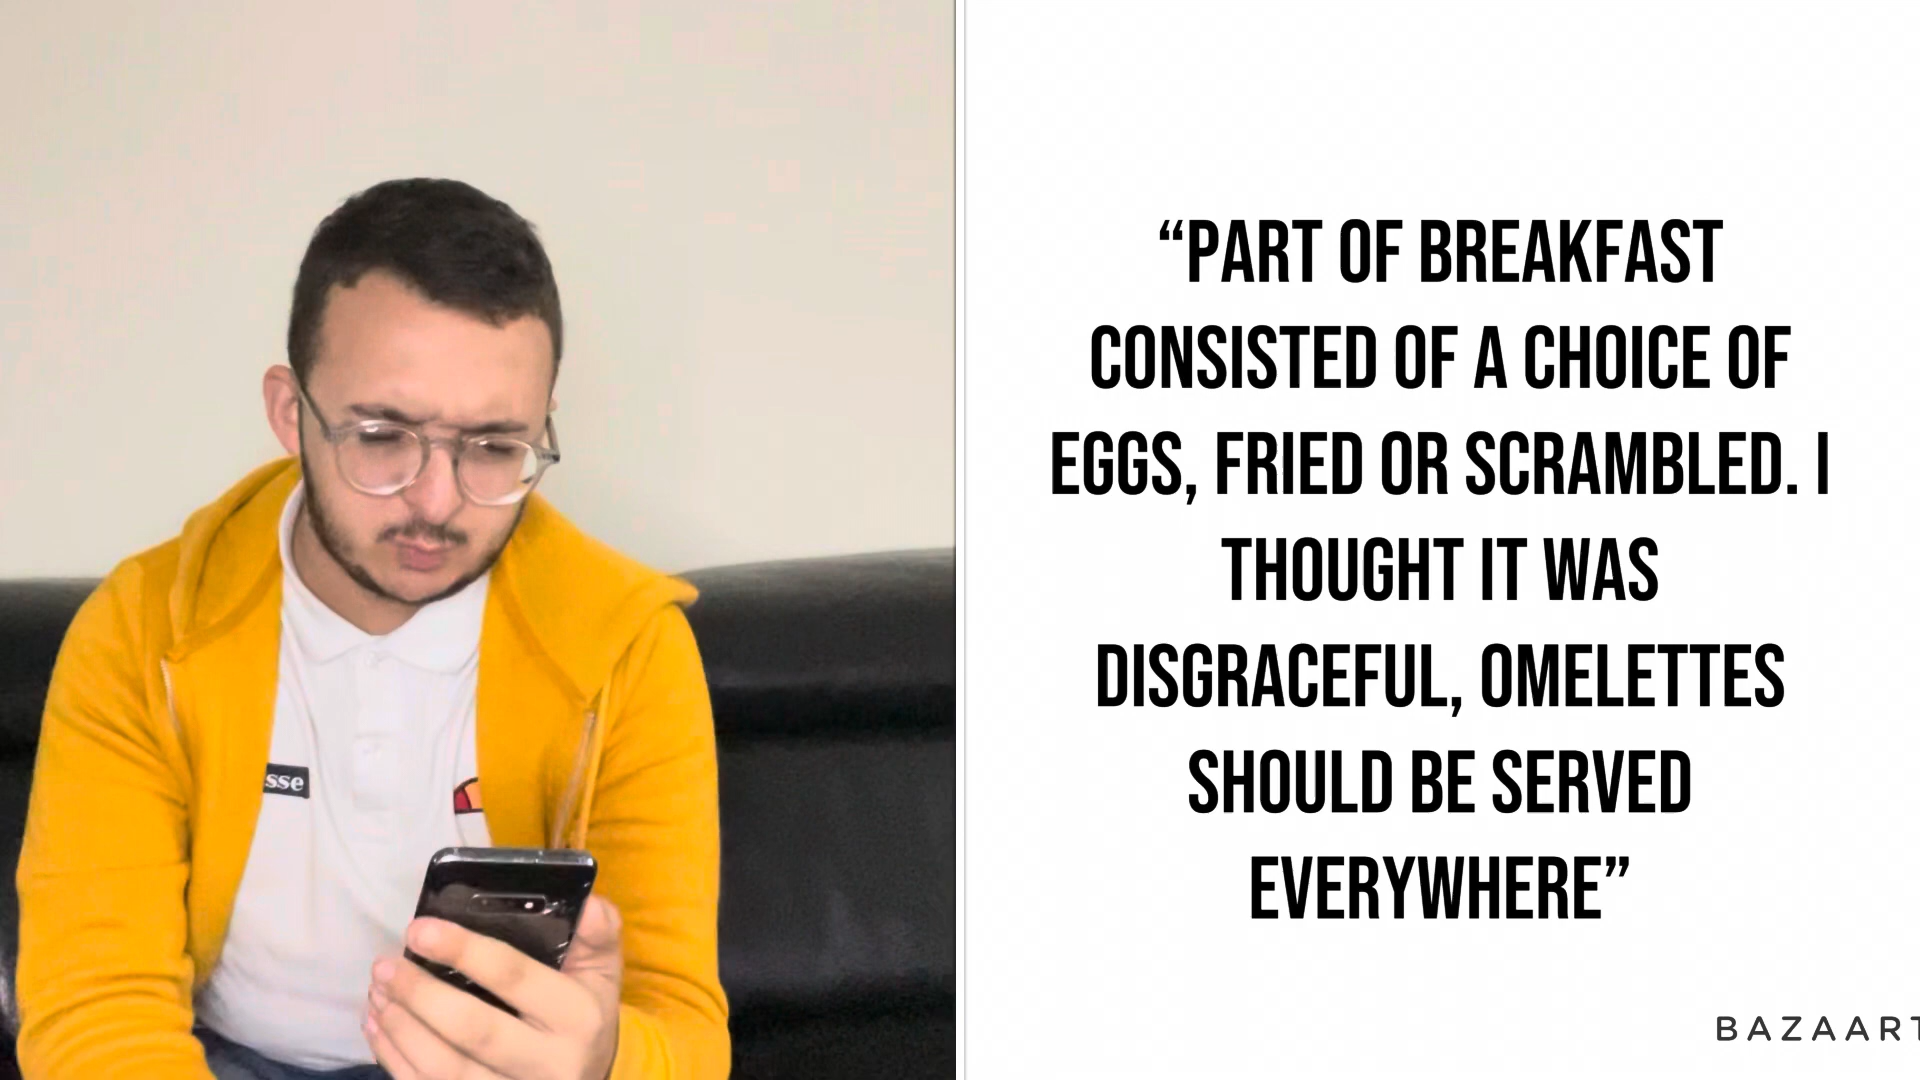 “PART OF BREAKFAST
CONSISTED OF A CHOICE OF
EGGS, FRIED OR SCRAMBLED. I
THOUGHT IT WAS
DISGRACEFUL, OMELETTES
SHOULD BE SERVED
EVERYWHERE”
sse
BAZAART